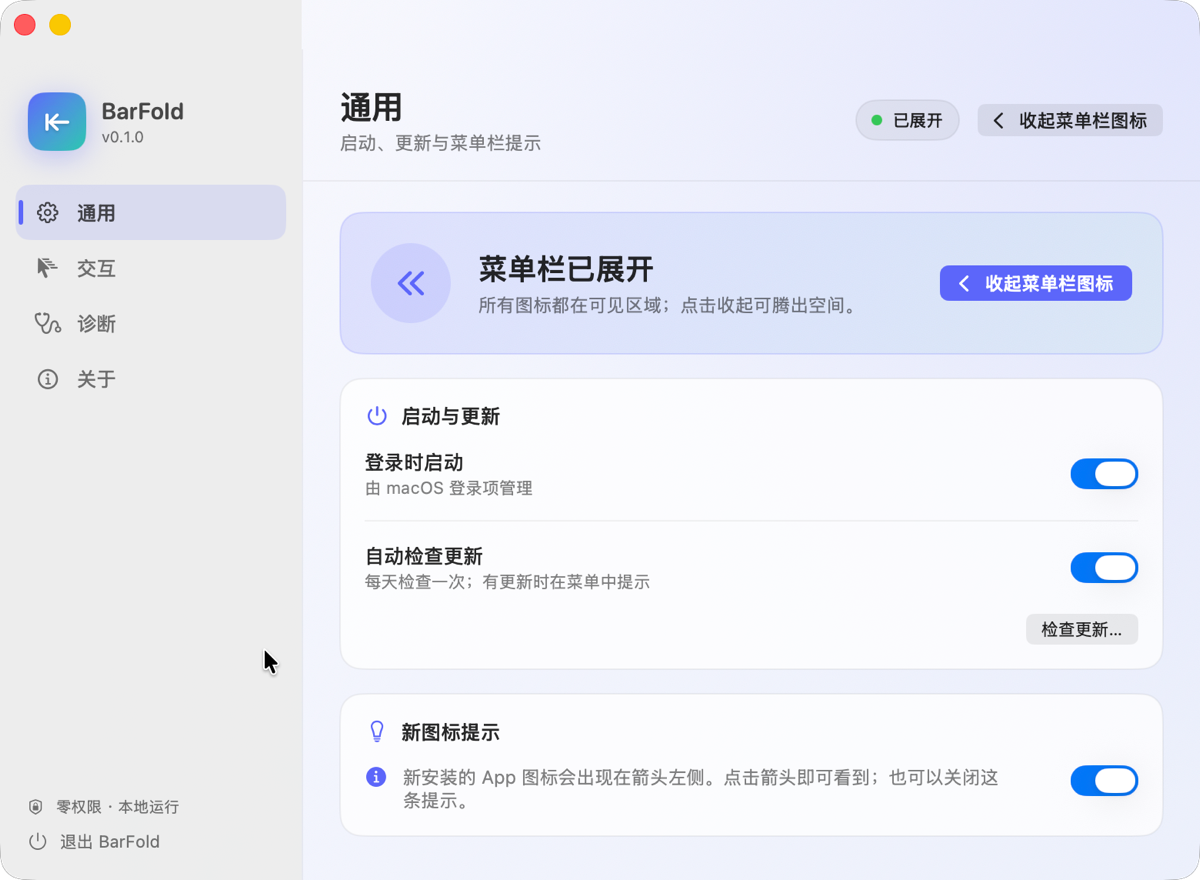 BarFold
v0.1.0
通用
交互
诊断
关于
零权限 · 本地运行
退出 BarFold
通用
启动、更新与菜单栏提示
已展开
收起菜单栏图标
菜单栏已展开
所有图标都在可见区域；点击收起可腾出空间。
收起菜单栏图标
启动与更新
登录时启动
由 macOS 登录项管理
自动检查更新
每天检查一次；有更新时在菜单中提示
检查更新...
新图标提示
新安装的 App 图标会出现在箭头左侧。点击箭头即可看到；也可以关闭这
条提示。